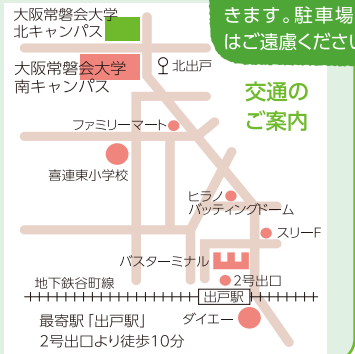 大阪常磐会大学
北キャンパス
きます。駐車場
はご遠慮くださ
大阪常磐会大学
南キャンパス
北出戸
交通の
ご案内
ファミリーマート
喜連東小学校
ヒラノ
バッティングドーム
スリーF
バスターミナル
E
2号出口
地下鉄谷町線
出戸駅
最寄駅「出戸駅」
2号出口より徒歩10分
ダイエー